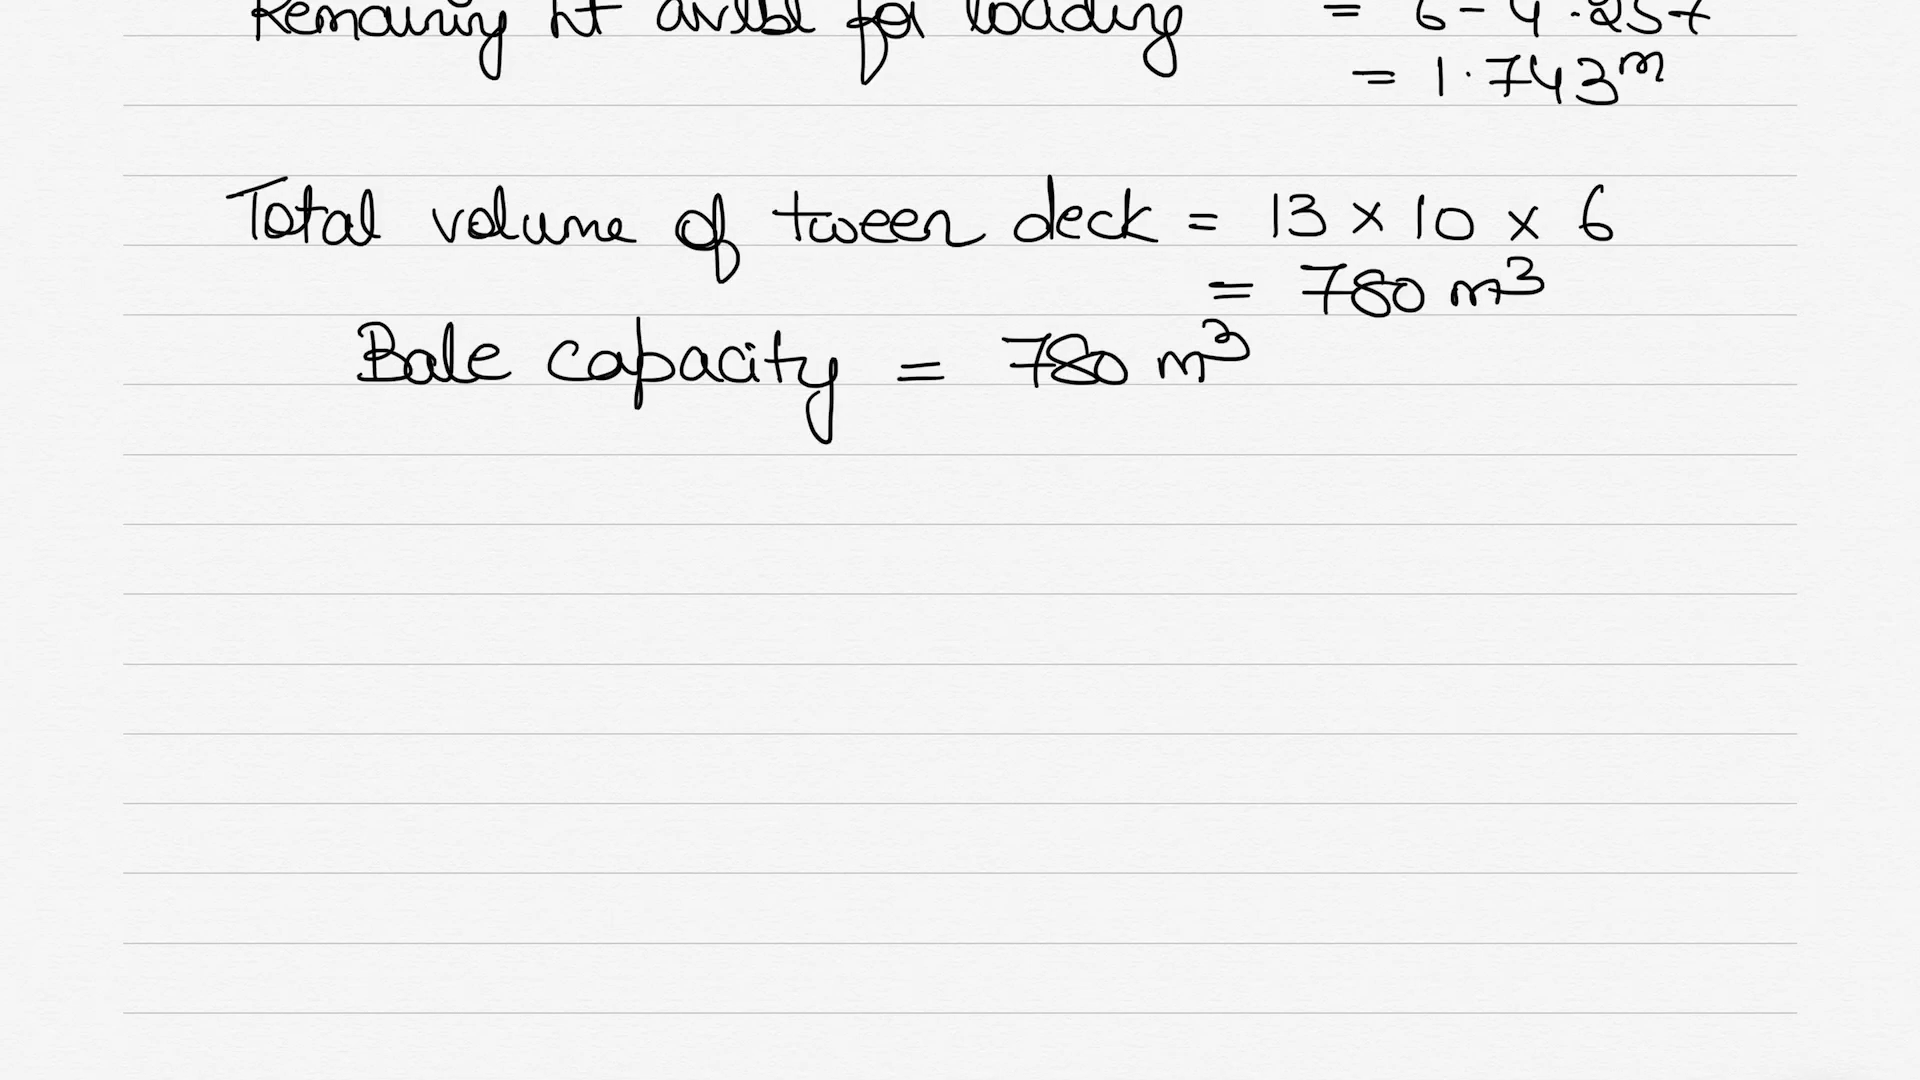 Remaining ht avlbl for loading = 6 - 4.257
= 1.743m
Total volume of tween deck = 13 x 10 x 6
= 780 m³
Bale capacity = 780 m³